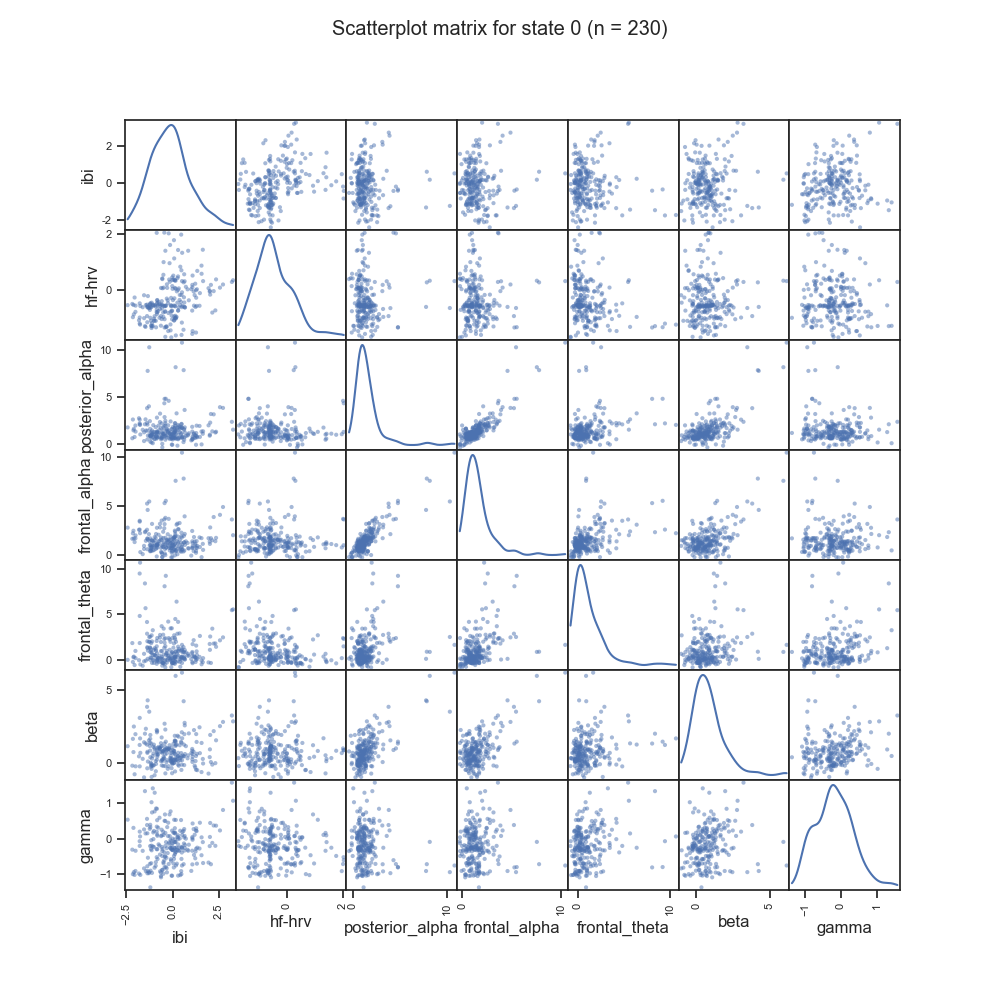 Scatterplot matrix for state 0 (n = 230)
ibi
2
0
-2
hf-hrv
2
0
posterior_alpha
10
5
0
frontal_alpha
10
5
0
frontal_theta
10
5
0
beta
5
0
gamma
1
0
−1
−2.5 0.0 2.5 0 2 0 10 0 10 0 10 0 5 −1 0 1
ibi hf-hrv posterior_alpha frontal_alpha frontal_theta beta gamma